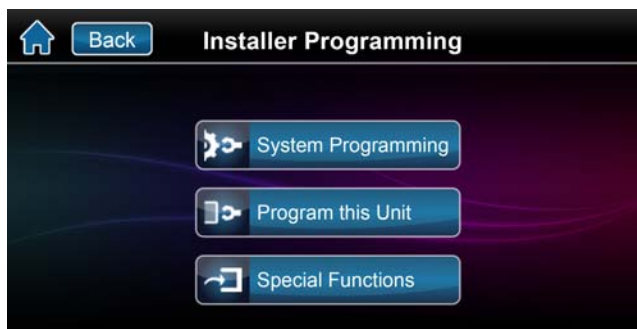 Back
Installer Programming
System Programming
Program this Unit
Special Functions